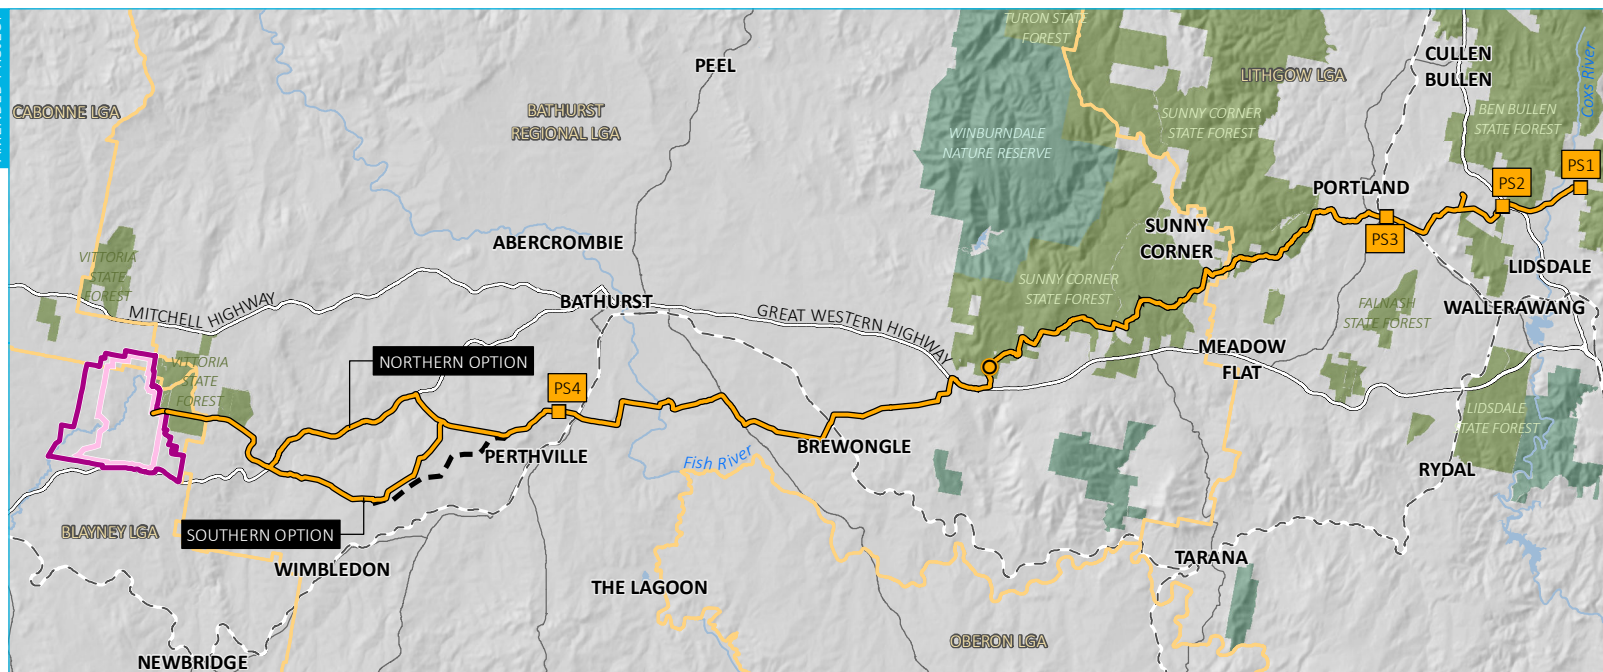 TURON STATE
FOREST
CULLEN
BULLEN
PEEL
LITHGOW LGA
Coxs River
CABONNE LGA
BATHURST
REGIONAL LGA
SUNNY CORNER
STATE FOREST
BEN BULLEN
STATE FOREST
WINBURNDALE
NATURE RESERVE
PS1
PS2
PORTLAND
PS3
SUNNY
CORNER
ABERCROMBIE
VITTORIA
STATE
FOREST
LIDSDALE
SUNNY CORNER
STATE FOREST
MITCHELL HIGHWAY
BATHURST
GREAT WESTERN HIGHWAY
FALNASH
STATE FOREST
WALLERAWANG
MEADOW
FLAT
NORTHERN OPTION
VITTORIA
STATE
FOREST
PS4
LIDSDALE
STATE FOREST
BREWONGLE
PERTHVILLE
Fish River
RYDAL
BLAYNEY LGA
SOUTHERN OPTION
WIMBLEDON
TARANA
THE LAGOON
OBERON LGA
NEWBRIDGE